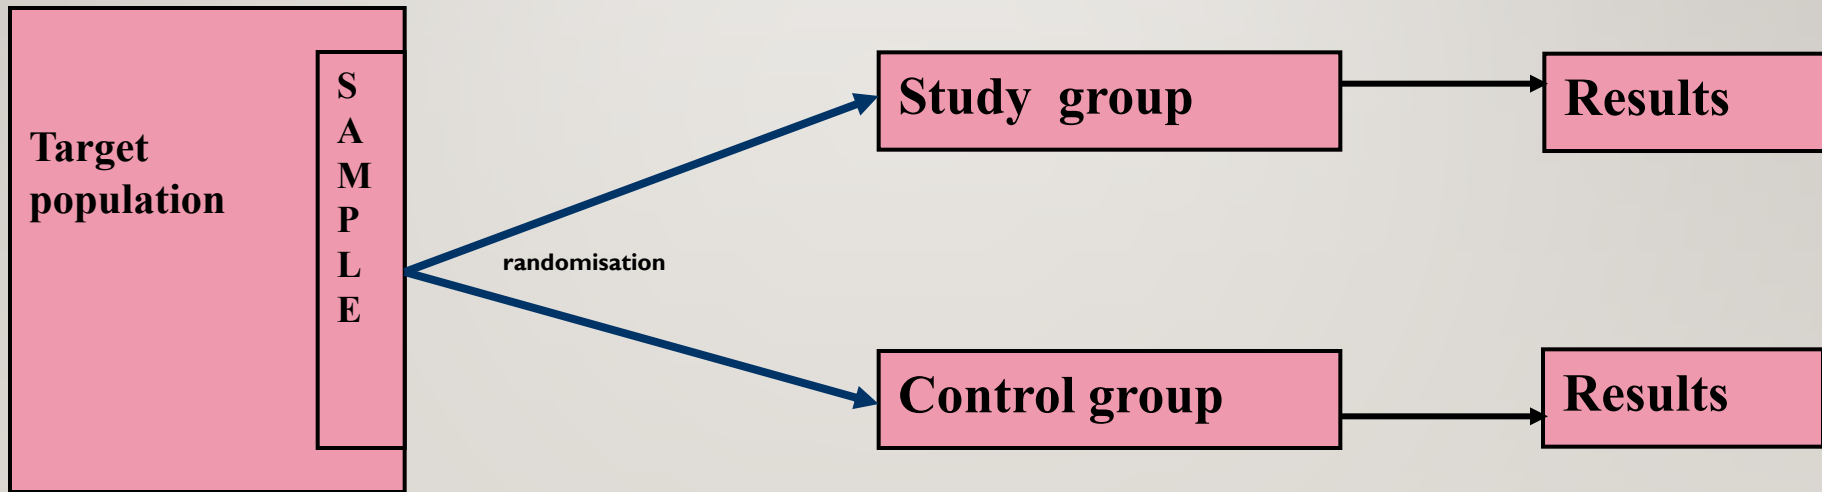 Target
population
S
A
M
P
L
E
randomisation
Study  group
Results
Control group
Results